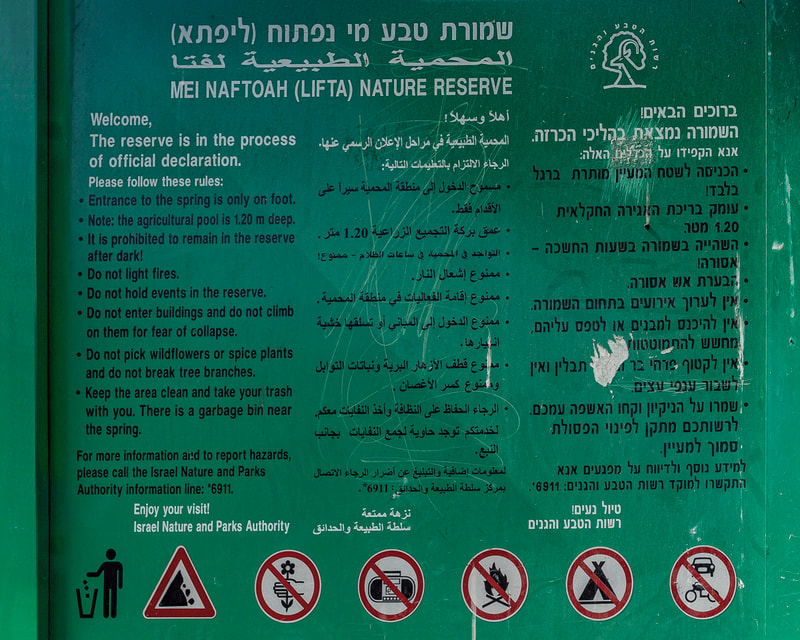 שמורת טבע מי נפתוח (ליפתא)
المحمية الطبيعية لفتا
MEI NAFTOAH (LIFTA) NATURE RESERVE
רשות הטבע והגנים
Welcome,
The reserve is in the process
of official declaration.
Please follow these rules:
• Entrance to the spring is only on foot.
• Note: the agricultural pool is 1.20 m deep.
• It is prohibited to remain in the reserve
after dark!
• Do not light fires.
• Do not hold events in the reserve.
• Do not enter buildings and do not climb
on them for fear of collapse.
• Do not pick wildflowers or spice plants
and do not break tree branches.
• Keep the area clean and take your trash
with you. There is a garbage bin near
the spring.
For more information and to report hazards,
please call the Israel Nature and Parks
Authority information line: *6911.
Enjoy your visit!
Israel Nature and Parks Authority
أهلاً وسهلاً!
المحمية الطبيعية في مراحل الإعلان الرسمي عنها.
الرجاء الالتزام بالتعليمات التالية:
• مسموح الدخول إلى منطقة المحمية سيرا على
الأقدام فقط.
• عمق بركة التجميع الزراعية 1.20 متر.
• التواجد في المحمية في ساعات الظلام - ممنوع!
• ممنوع إشعال النار.
• ممنوع إقامة الفعاليات في منطقة المحمية.
• ممنوع الدخول إلى المباني أو تسلقها خشية
انهيارها.
• ممنوع قطف الأزهار البرية ونباتات التوابل
وممنوع كسر الأغصان.
• الرجاء الحفاظ على النظافة وأخذ النفايات معكم.
لخدمتكم توجد حاوية لجمع النفايات بجانب
النبع.
لمعلومات إضافية والتبليغ عن أضرار الرجاء الاتصال
بمركز سلطة الطبيعة والحدائق: 6911*.
نزهة ممتعة
سلطة الطبيعة والحدائق
ברוכים הבאים!
השמורה נמצאת בהליכי הכרזה.
אנא הקפידו על הכללים האלה:
• הכניסה לשטח המעיין מותרת ברגל
בלבד!
• עומק בריכת האגירה החקלאית
1.20 מטר.
• השהייה בשמורה בשעות החשכה –
אסורה!
• הבערת אש אסורה.
• אין לערוך אירועים בתחום השמורה.
• אין להיכנס למבנים או לטפס עליהם,
מחשש להתמוטטות.
• אין לקטוף פרחי בר תבלין ואין
לשבור ענפי עצים.
• שמרו על הניקיון וקחו האשפה עמכם.
לרשותכם מתקן לפינוי הפסולת
סמוך למעיין.
למידע נוסף ולדיווח על מפגעים אנא
התקשרו למוקד רשות הטבע והגנים: 6911*
טיול נעים!
רשות הטבע והגנים